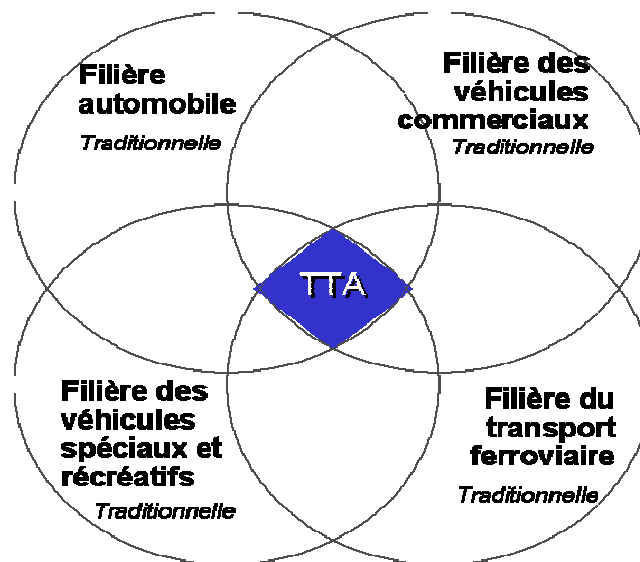 Filière
automobile
Traditionnelle
Filière des
véhicules
commerciaux
Traditionnelle
TTA
Filière des
véhicules
spéciaux et
récréatifs
Traditionnelle
Filière du
transport
ferroviaire
Traditionnelle